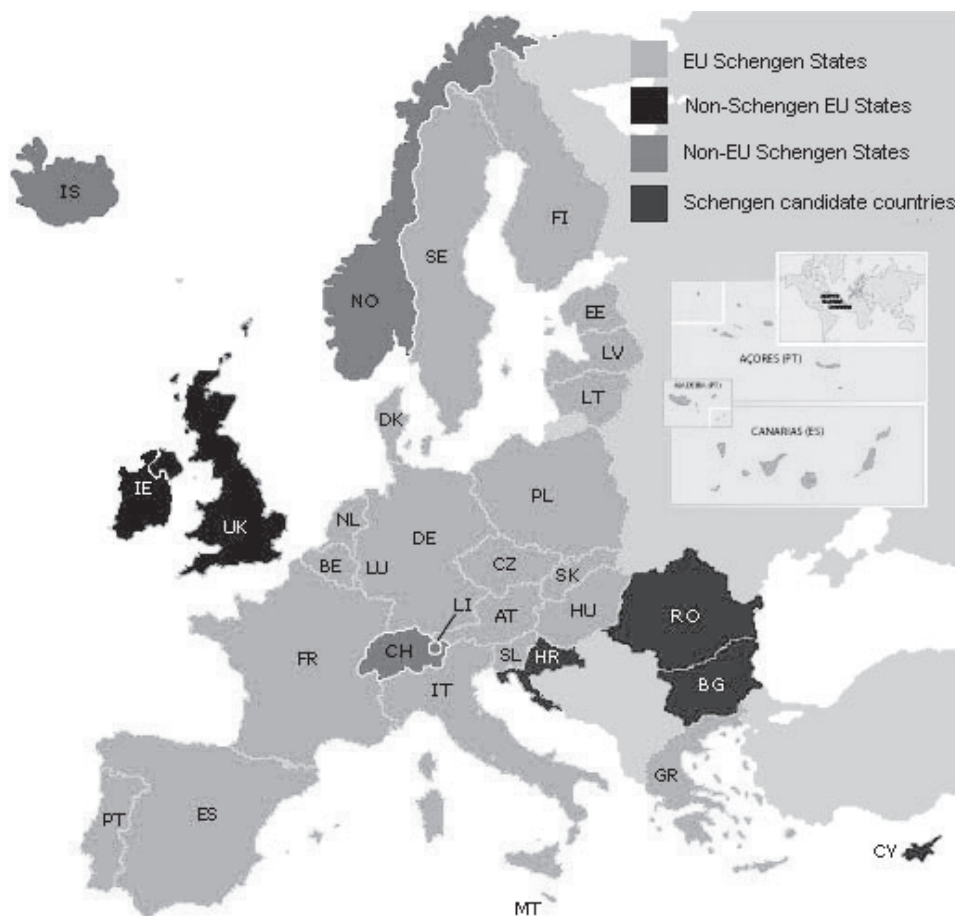 EU Schengen States
Non-Schengen EU States
Non-EU Schengen States
Schengen candidate countries
IS
FI
SE
NO
EE
LV
AÇORES (PT)
LT
MADEIRA (PT)
DK
CANARIAS (ES)
IE
PL
NL
UK
DE
BE
LU
CZ
SK
LI
AT
HU
RO
FR
CH
SL
HR
IT
BG
GR
PT
ES
CY
MT